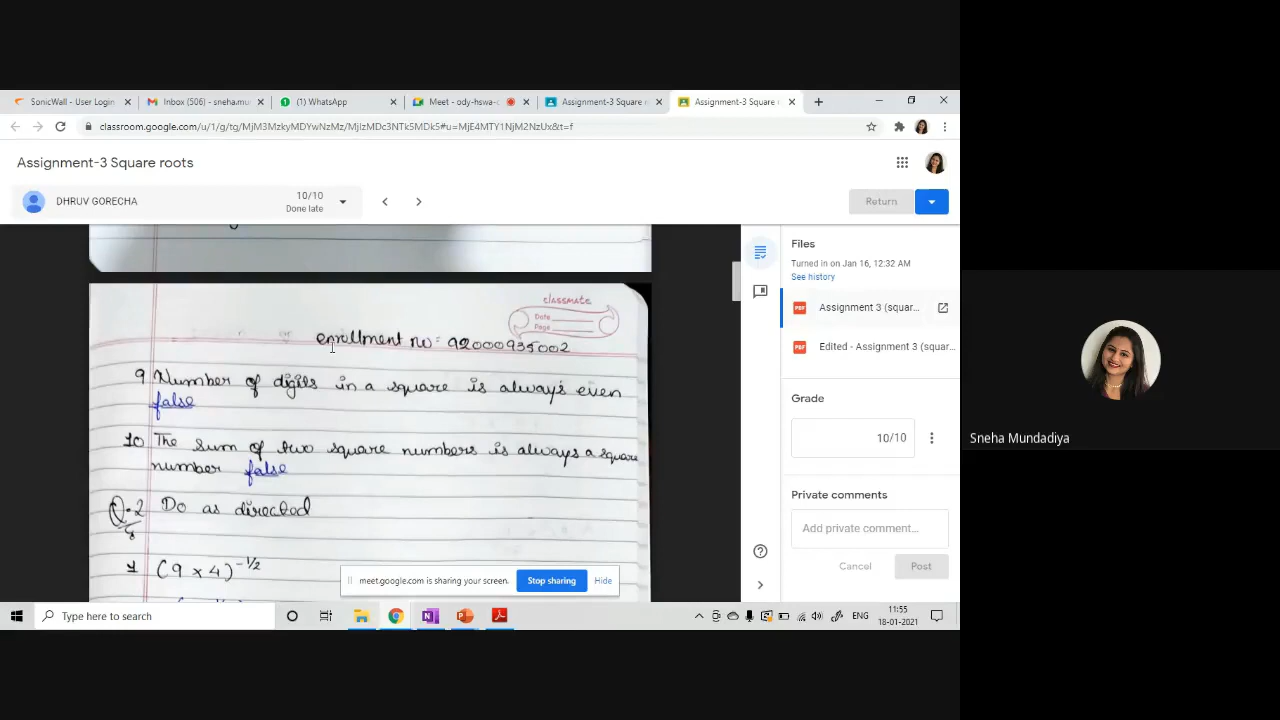 SonicWall - User Login
Inbox (506) - sneha.mu
(1) WhatsApp
Meet - ody-hswa-c
Assignment-3 Square r
Assignment-3 Square
classroom.google.com/u/1/g/tg/MjM3MzkyMDYwNzMz/MjIzMDc3NTk5MDk5#u=MjE4MTY1NjM2NzUx&t=f
Assignment-3 Square roots
DHRUV GORECHA
10/10
Done late
Return
Files
Turned in on Jan 16, 12:32 AM
See history
Assignment 3 (squar...
Edited - Assignment 3 (squar...
Grade
10/10
Private comments
Add private comment...
Cancel
Post
classmate
Date
Page
enrollment no: 92000935002
9 Number of digits in a square is always even
false
10 The sum of two square numbers is always a square
number false
Q.2 Do as directed
1 (9 x 4)^-1/2
meet.google.com is sharing your screen.
Stop sharing
Hide
Type here to search
ENG
11:55
18-01-2021
Sneha Mundadiya